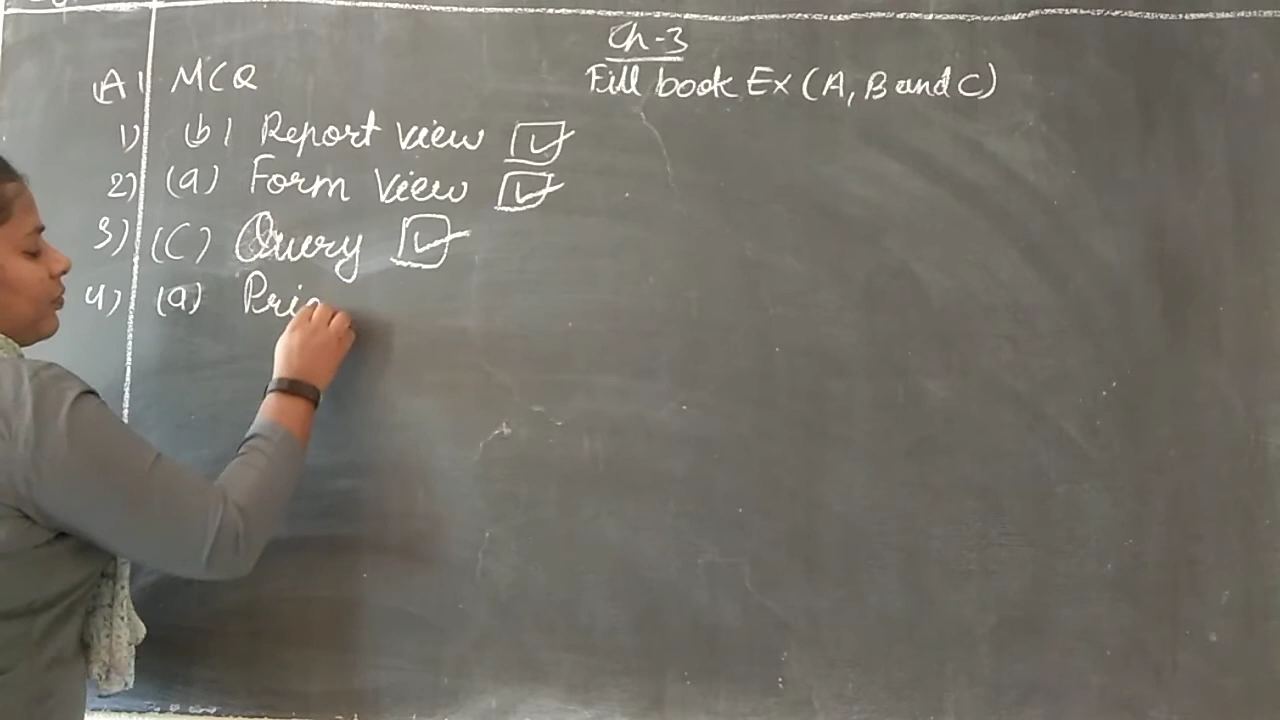 Ch-3
Fill book Ex (A, B and C)
(A) MCQ
1) (b) Report view
2) (a) Form View
3) (C) Query
4) (a) Pri